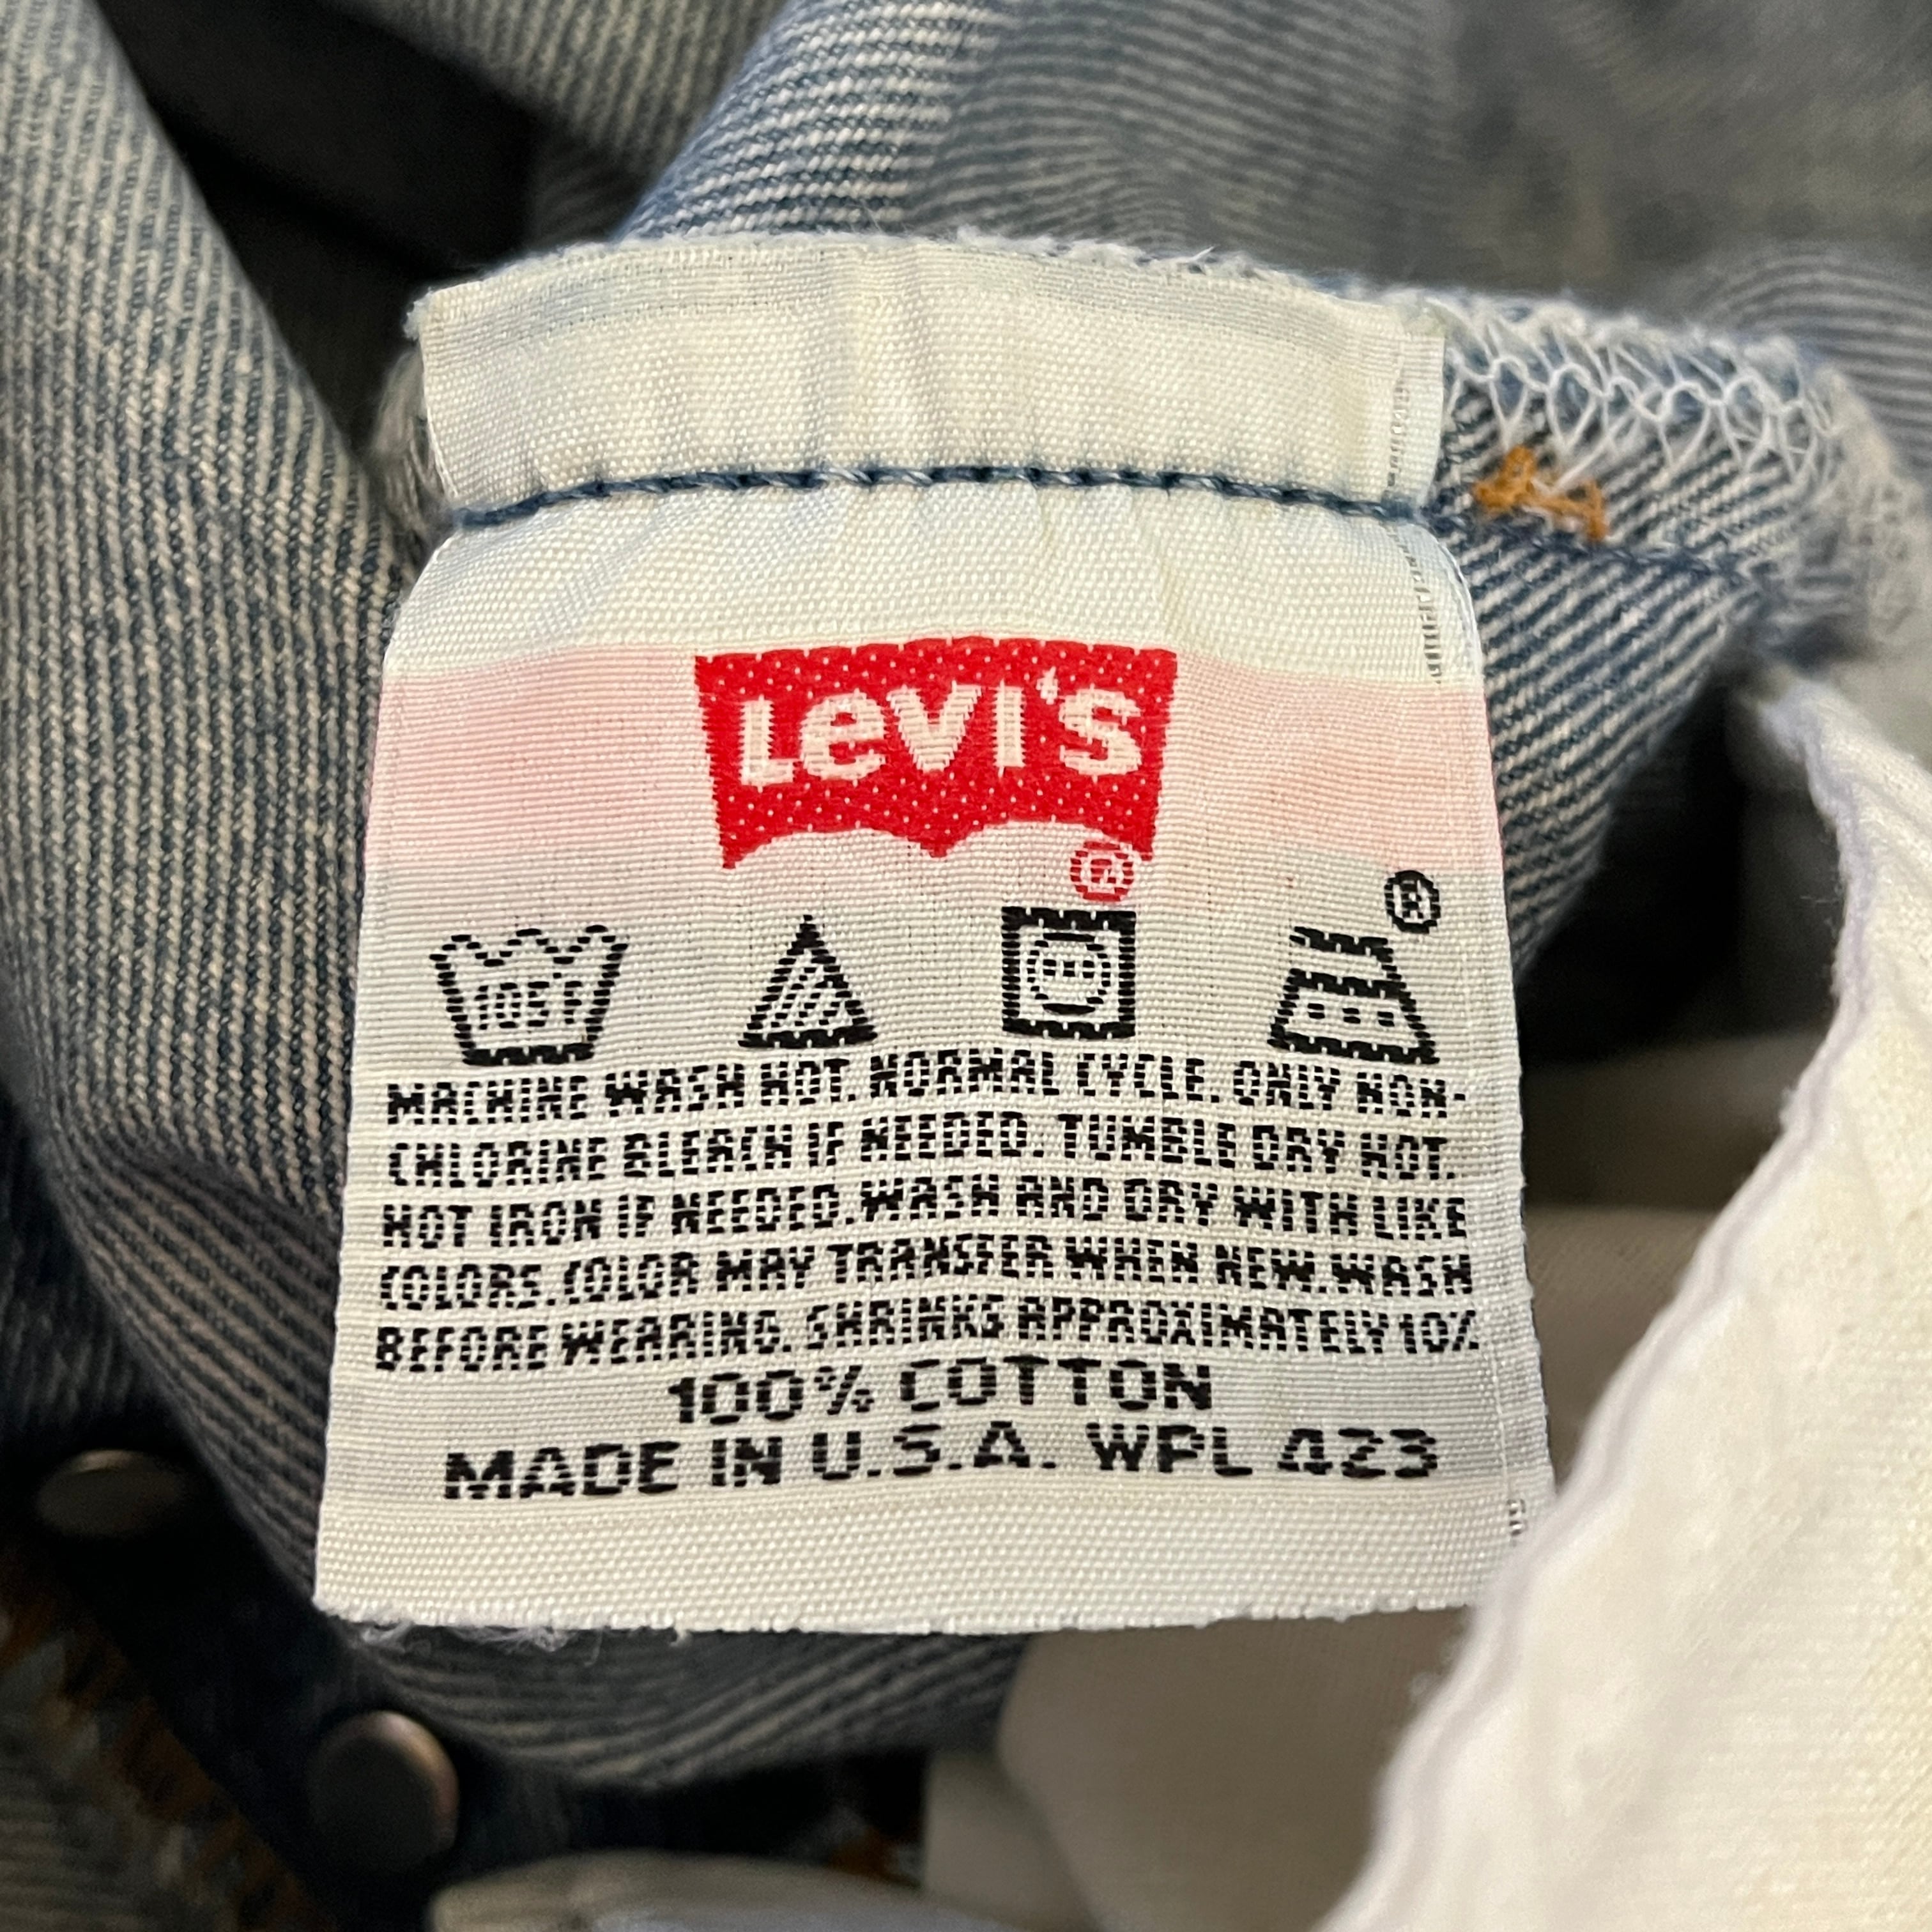 LEVI'S
®
®
105F
MACHINE WASH HOT. NORMAL CYCLE. ONLY NON-
CHLORINE BLEACH IF NEEDED. TUMBLE DRY HOT.
HOT IRON IF NEEDED. WASH AND DRY WITH LIKE
COLORS. COLOR MAY TRANSFER WHEN NEW. WASH
BEFORE WEARING. SHRINKS APPROXIMATELY 10%
100% COTTON
MADE IN U.S.A. WPL 423